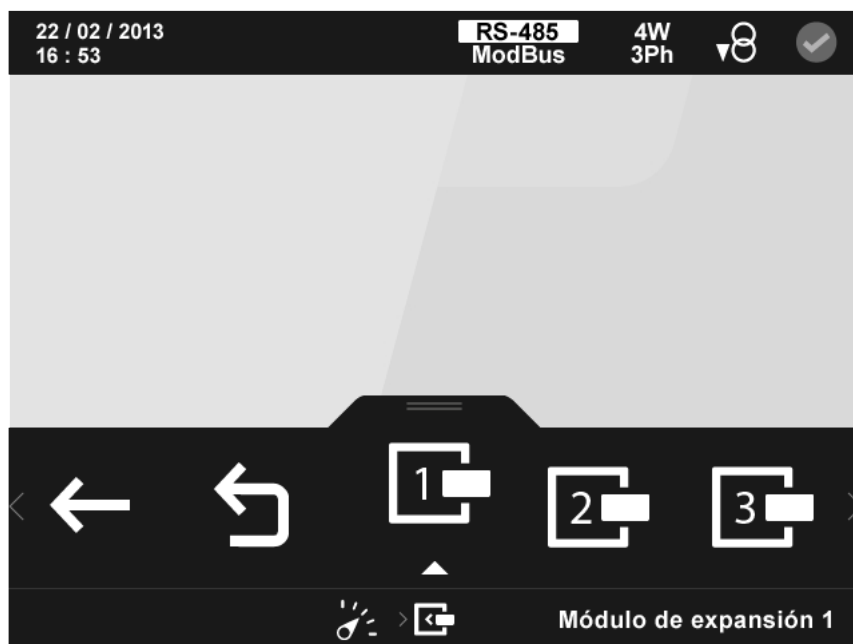 22 / 02 / 2013
16 : 53
RS-485
ModBus
4W
3Ph
1
2
3
Módulo de expansión 1